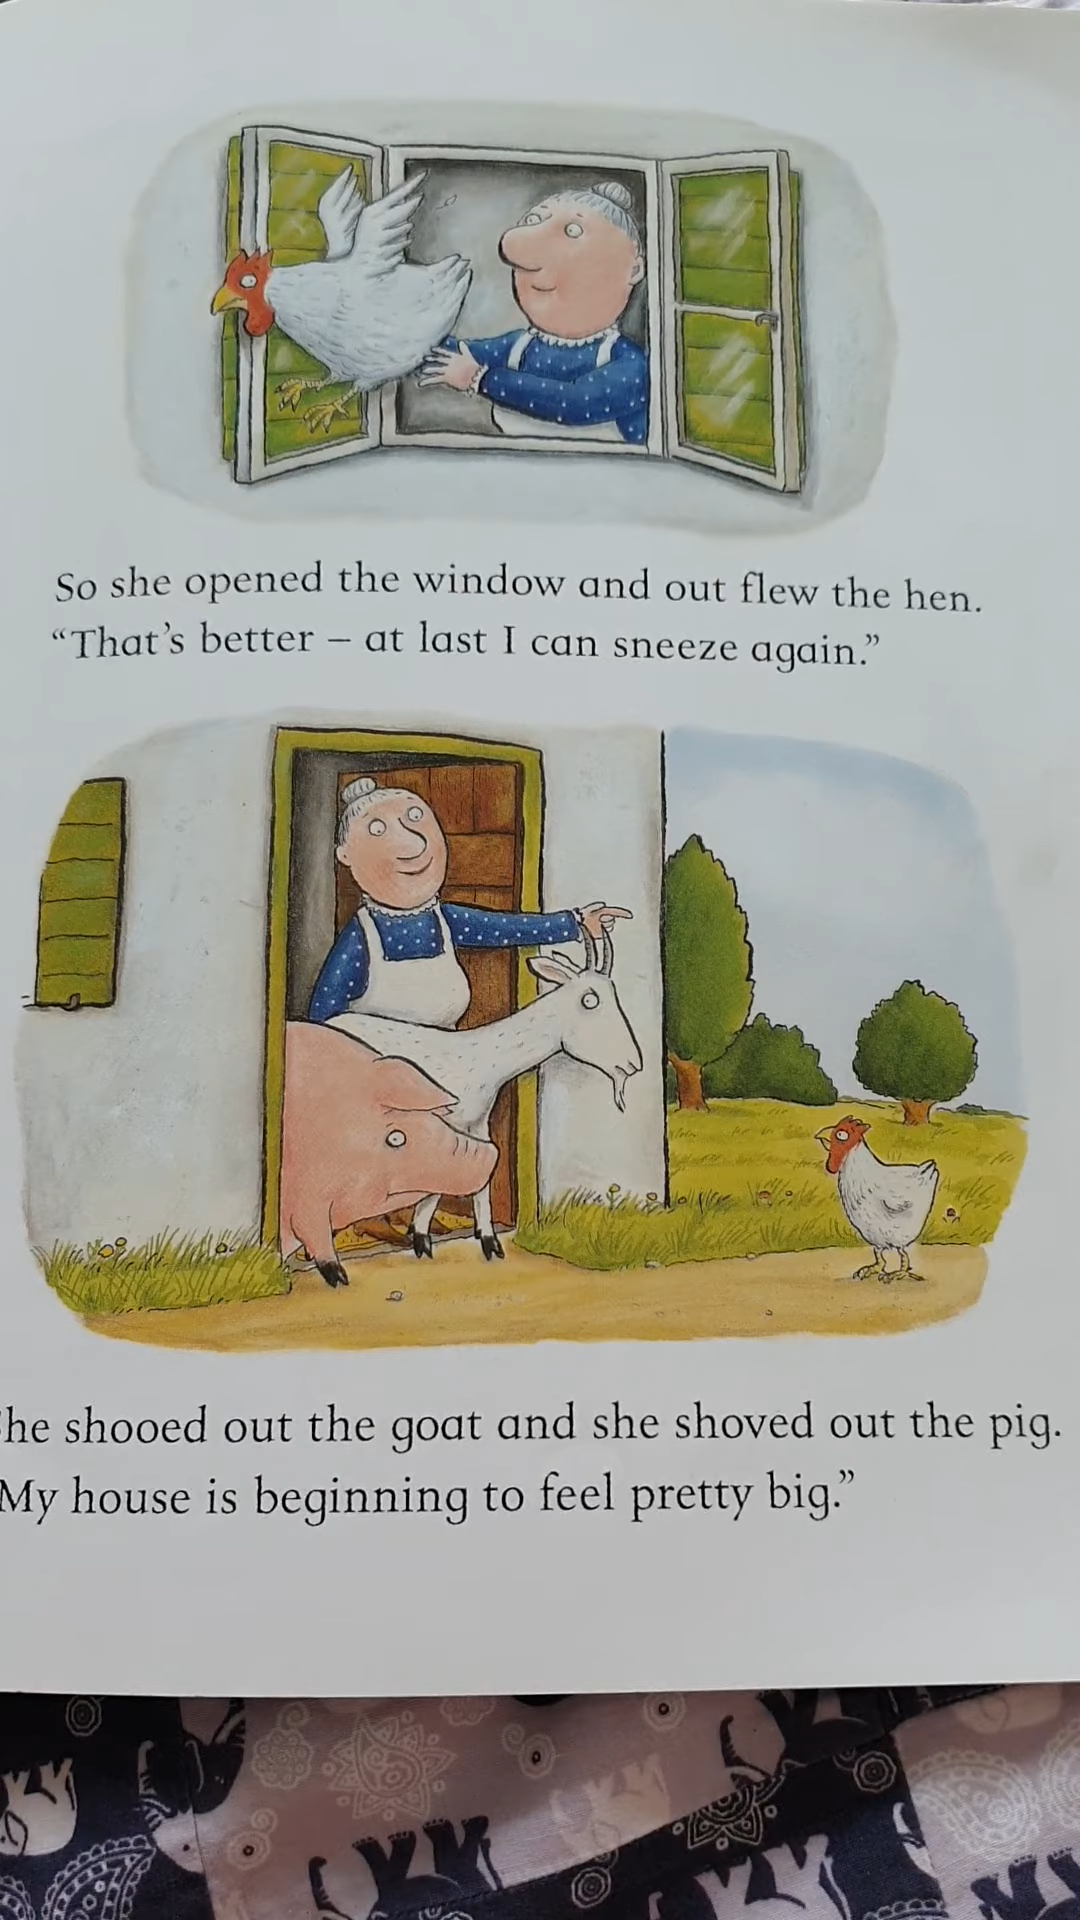 So she opened the window and out flew the hen.
“That’s better – at last I can sneeze again.”
he shooed out the goat and she shoved out the pig.
My house is beginning to feel pretty big.”